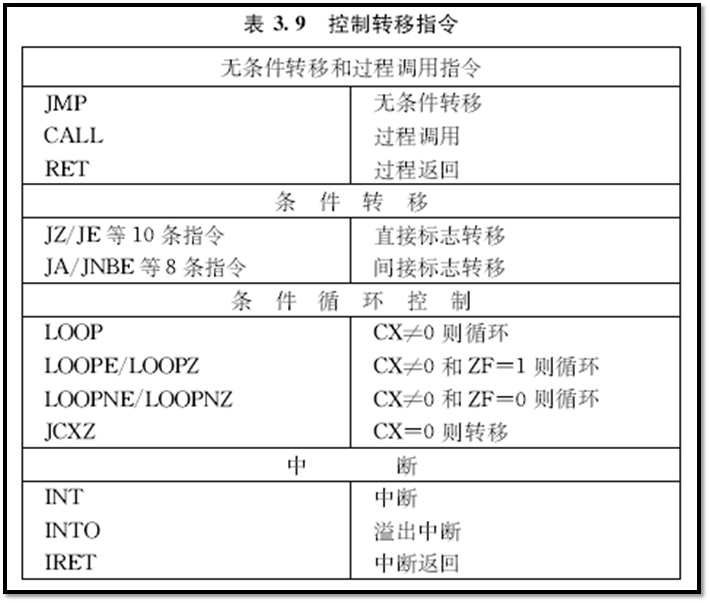 表 3.9 控制转移指令
无条件转移和过程调用指令
JMP 无条件转移
CALL 过程调用
RET 过程返回
条 件 转 移
JZ/JE 等 10 条指令 直接标志转移
JA/JNBE 等 8 条指令 间接标志转移
条 件 循 环 控 制
LOOP CX≠0 则循环
LOOPE/LOOPZ CX≠0 和 ZF=1 则循环
LOOPNE/LOOPNZ CX≠0 和 ZF=0 则循环
JCXZ CX=0 则转移
中 断
INT 中断
INTO 溢出中断
IRET 中断返回